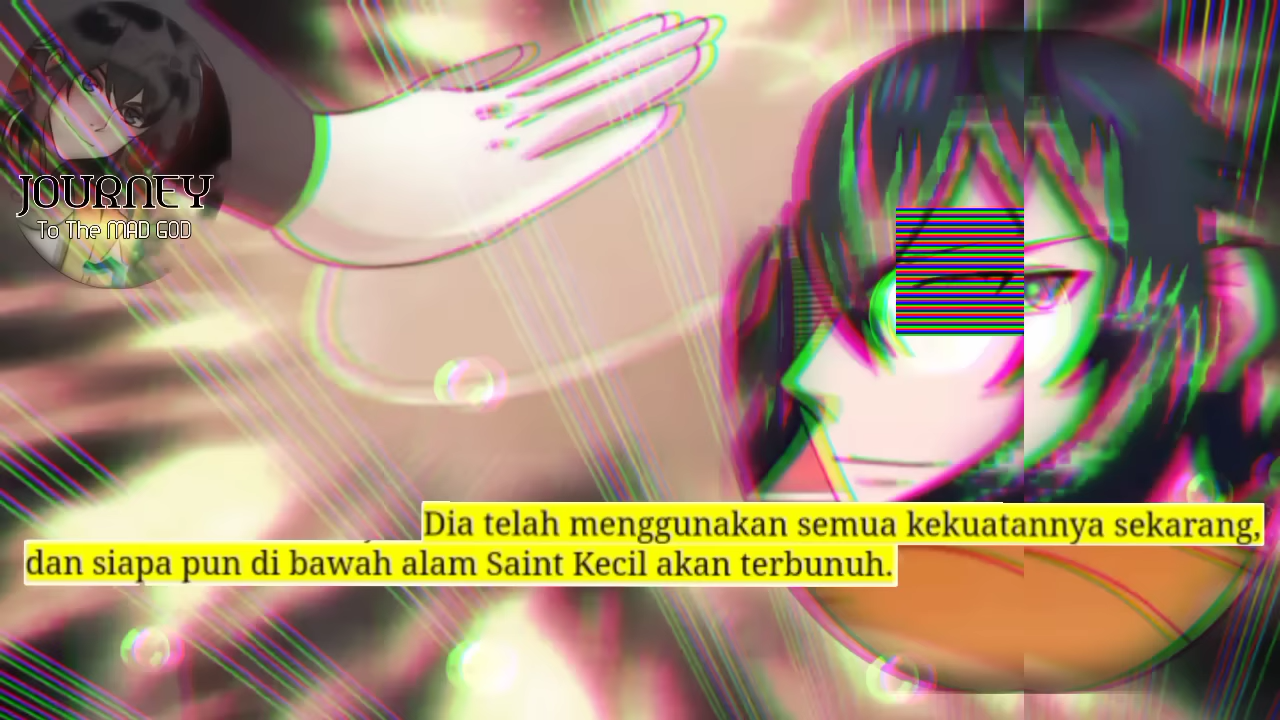 JOURNEY
To The MAD GOD
Dia telah menggunakan semua kekuatannya sekarang,
dan siapa pun di bawah alam Saint Kecil akan terbunuh.